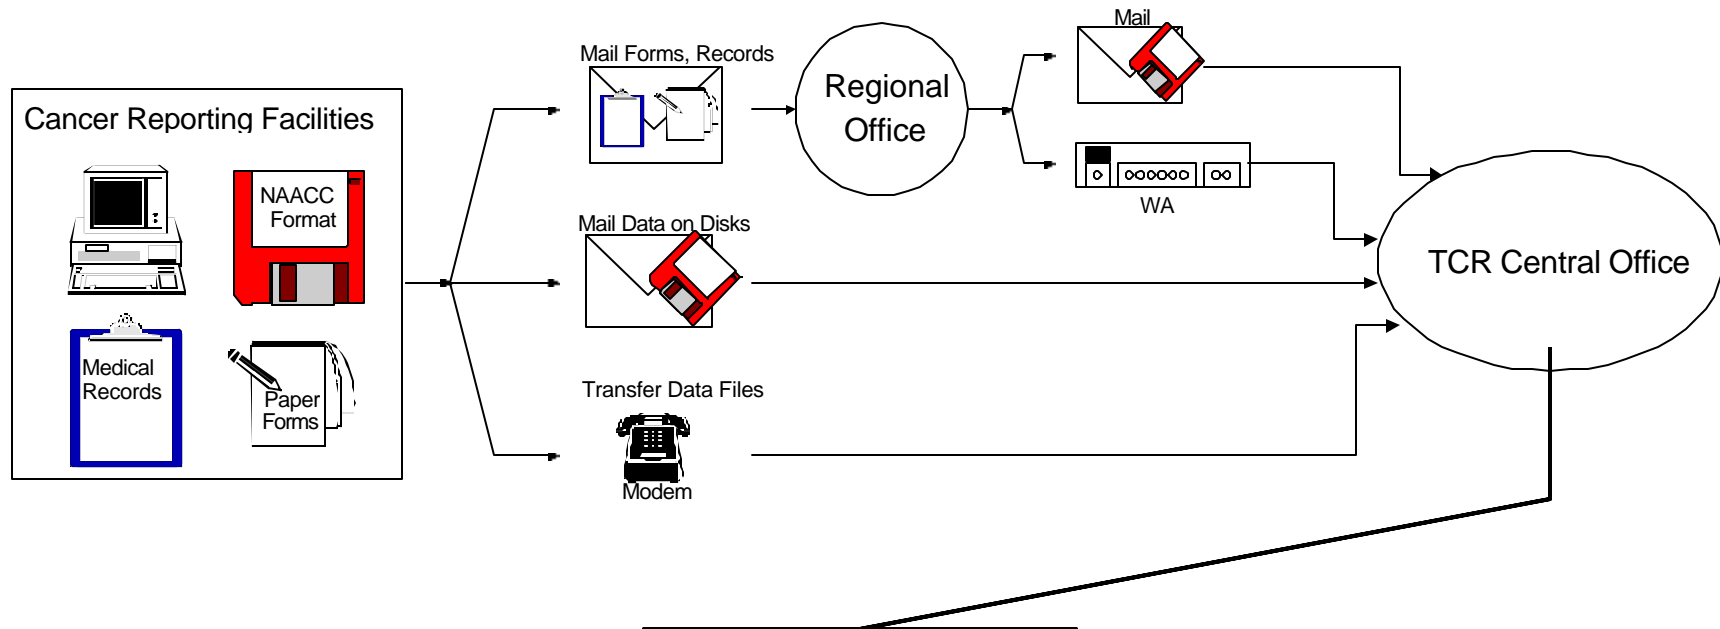 Cancer Reporting Facilities
NAACC
Format
Medical
Records
Paper
Forms
Mail Forms, Records
Mail Data on Disks
Transfer Data Files
Modem
Regional
Office
Mail
WA
TCR Central Office